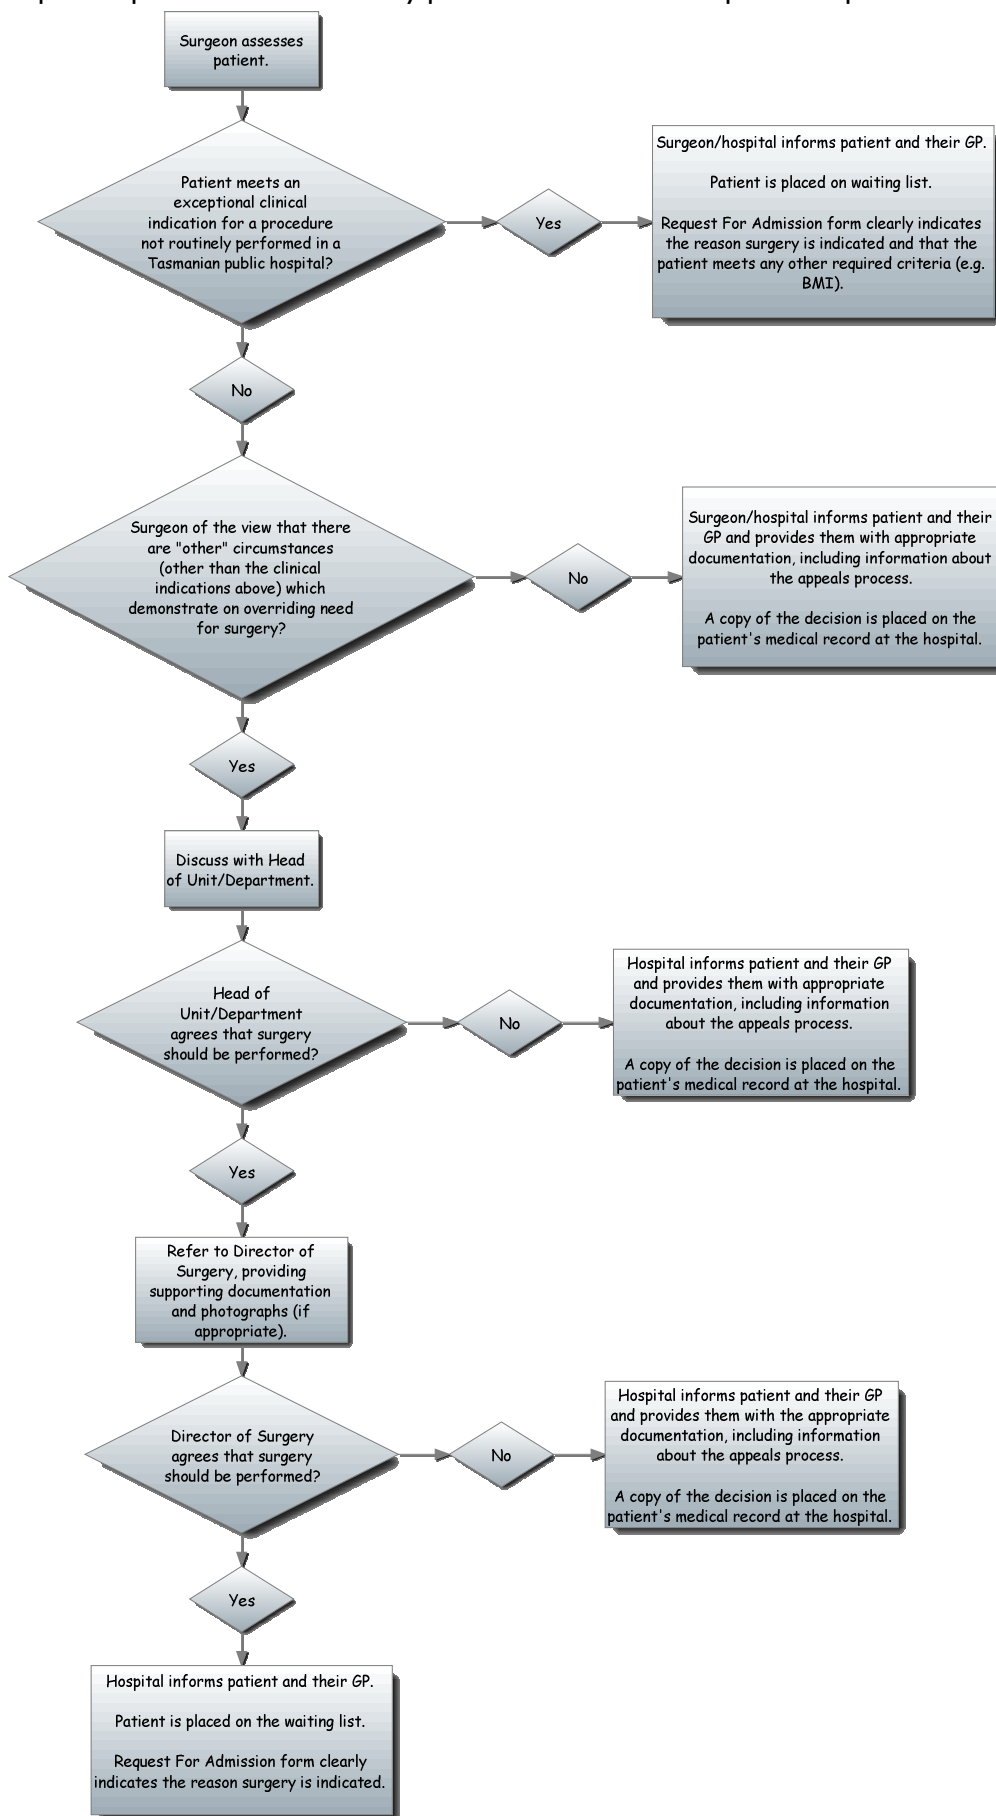 Surgeon assesses
patient.
Patient meets an
exceptional clinical
indication for a procedure
not routinely performed in a
Tasmanian public hospital?
Yes
Surgeon/hospital informs patient and their GP.
Patient is placed on waiting list.
Request For Admission form clearly indicates
the reason surgery is indicated and that the
patient meets any other required criteria (e.g.
BMI).
No
Surgeon of the view that there
are "other" circumstances
(other than the clinical
indications above) which
demonstrate on overriding need
for surgery?
No
Surgeon/hospital informs patient and their
GP and provides them with appropriate
documentation, including information about
the appeals process.
A copy of the decision is placed on the
patient's medical record at the hospital.
Yes
Discuss with Head
of Unit/Department.
Head of
Unit/Department
agrees that surgery
should be performed?
No
Hospital informs patient and their GP
and provides them with appropriate
documentation, including information
about the appeals process.
A copy of the decision is placed on the
patient's medical record at the hospital.
Yes
Refer to Director of
Surgery, providing
supporting documentation
and photographs (if
appropriate).
Director of Surgery
agrees that surgery
should be performed?
No
Hospital informs patient and their GP
and provides them with the appropriate
documentation, including information
about the appeals process.
A copy of the decision is placed on the
patient's medical record at the hospital.
Yes
Hospital informs patient and their GP.
Patient is placed on the waiting list.
Request For Admission form clearly
indicates the reason surgery is indicated.